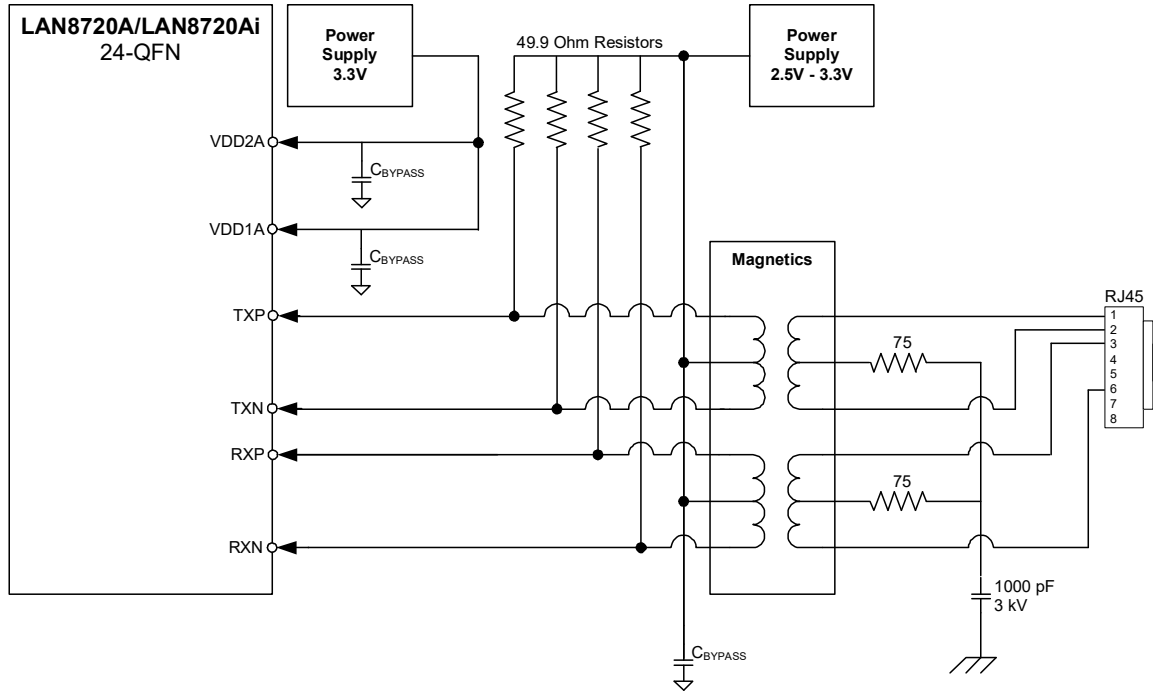 LAN8720A/LAN8720Ai
24-QFN
Power
Supply
3.3V
49.9 Ohm Resistors
Power
Supply
2.5V - 3.3V
VDD2A
CBYPASS
VDD1A
CBYPASS
Magnetics
RJ45
TXP
1
2
3
4
5
6
7
8
75
TXN
RXP
75
RXN
1000 pF
3 kV
CBYPASS